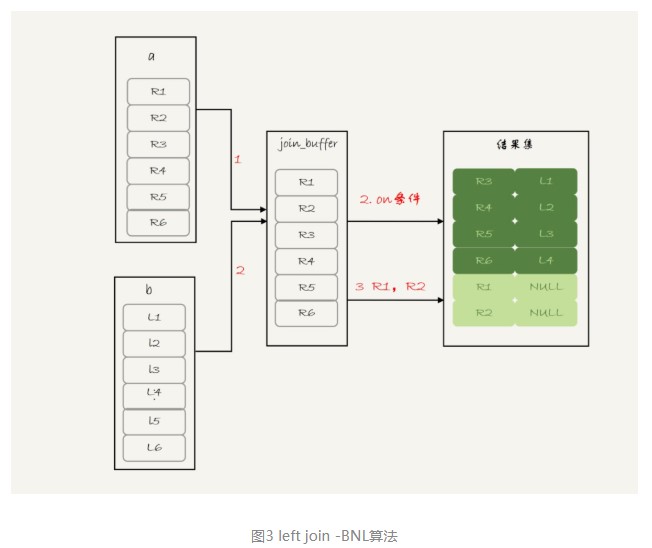 a
R1
R2
R3
R4
R5
R6
1
b
L1
L2
L3
L4
L5
L6
2
join_buffer
R1
R2
R3
R4
R5
R6
2. on条件
3 R1, R2
结果集
R3 L1
R4 L2
R5 L3
R6 L4
R1 NULL
R2 NULL
图3 left join -BNL算法